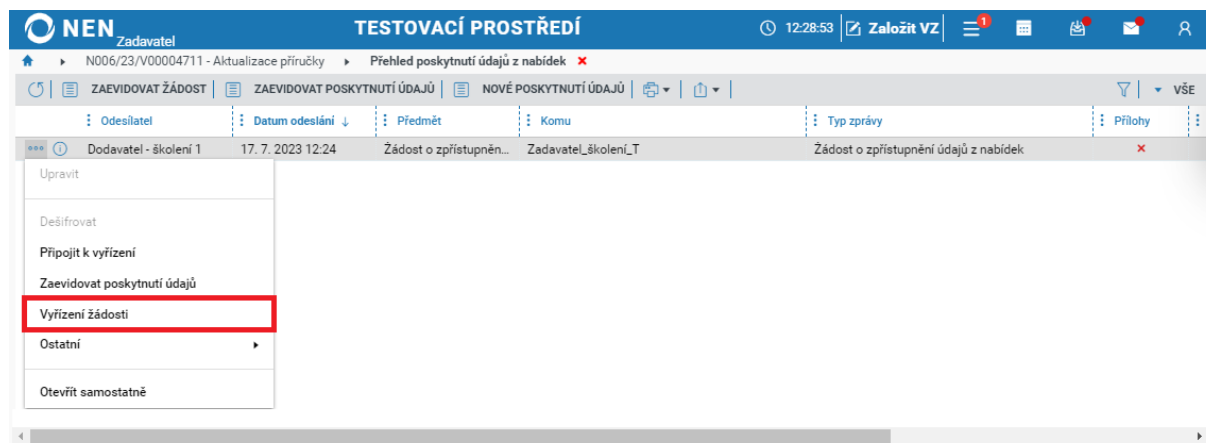 NEN Zadavatel TESTOVACÍ PROSTŘEDÍ 12:28:53 Založit VZ 1
N006/23/V00004711 - Aktualizace příručky Přehled poskytnutí údajů z nabídek
ZAEVIDOVAT ŽÁDOST ZAEVIDOVAT POSKYTNUTÍ ÚDAJŮ NOVÉ POSKYTNUTÍ ÚDAJŮ VŠE
Odesílatel Datum odeslání ↓ Předmět Komu Typ zprávy Přílohy
Dodavatel - školení 1 17. 7. 2023 12:24 Žádost o zpřístupněn... Zadavatel_školení_T Žádost o zpřístupnění údajů z nabídek
Upravit
Dešifrovat
Připojit k vyřízení
Zaevidovat poskytnutí údajů
Vyřízení žádosti
Ostatní
Otevřít samostatně